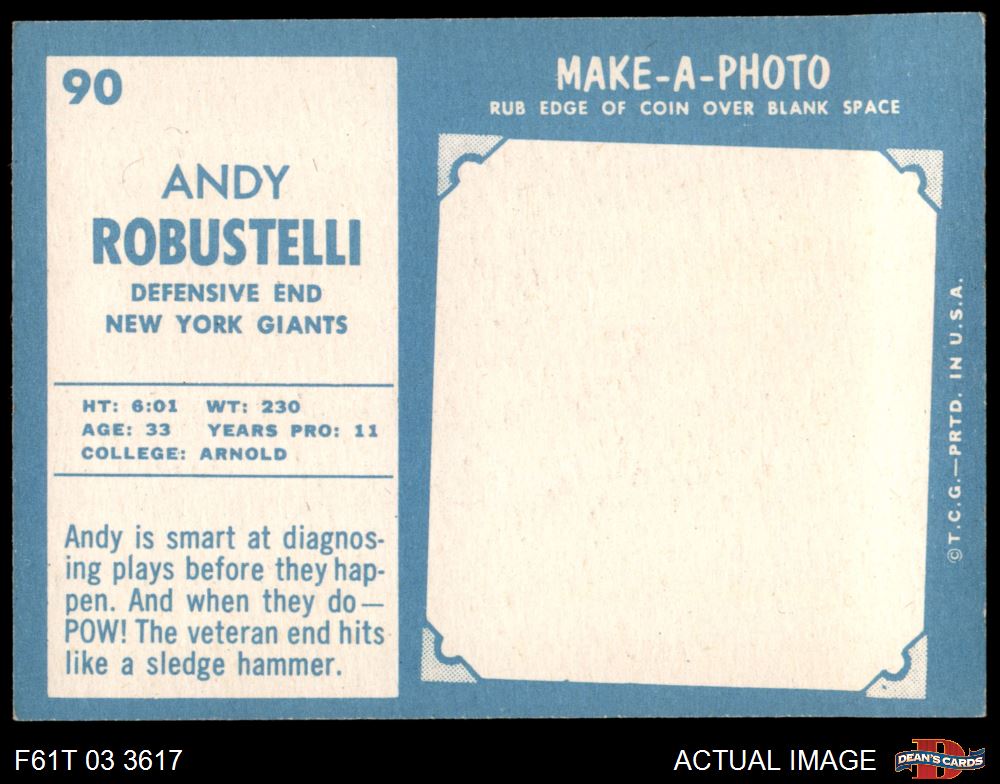 90
ANDY
ROBUSTELLI
DEFENSIVE END
NEW YORK GIANTS
HT: 6:01 WT: 230
AGE: 33 YEARS PRO: 11
COLLEGE: ARNOLD
Andy is smart at diagnos-
ing plays before they hap-
pen. And when they do—
POW! The veteran end hits
like a sledge hammer.
MAKE-A-PHOTO
RUB EDGE OF COIN OVER BLANK SPACE
©T.C.G.—PRTD. IN U.S.A.
F61T 03 3617
ACTUAL IMAGE
D
DEAN'S CARDS